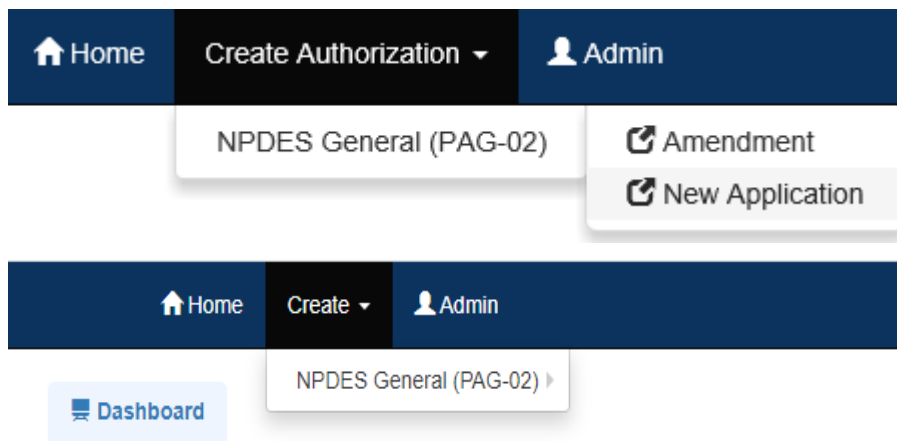 Home Create Authorization Admin
NPDES General (PAG-02) Amendment
New Application
Home Create Admin
NPDES General (PAG-02)
Dashboard